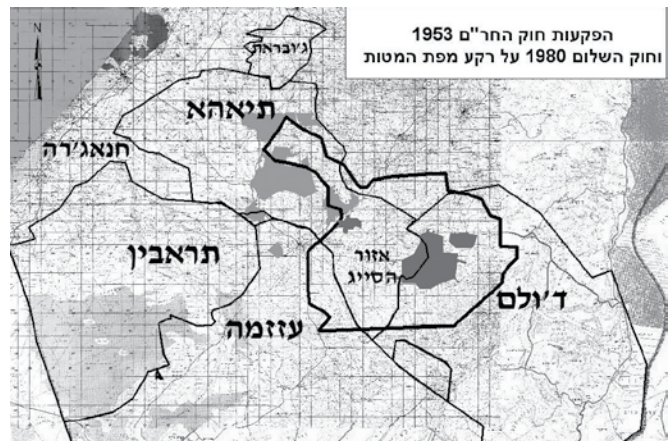 הפקעות חוק החר"ם 1953
וחוק השלום 1980 על רקע מפת המטות
N
ג'ובראת
תיאהא
חנאג'רה
תראבין
אזור
הסייג
ד'ולם
עזזמה